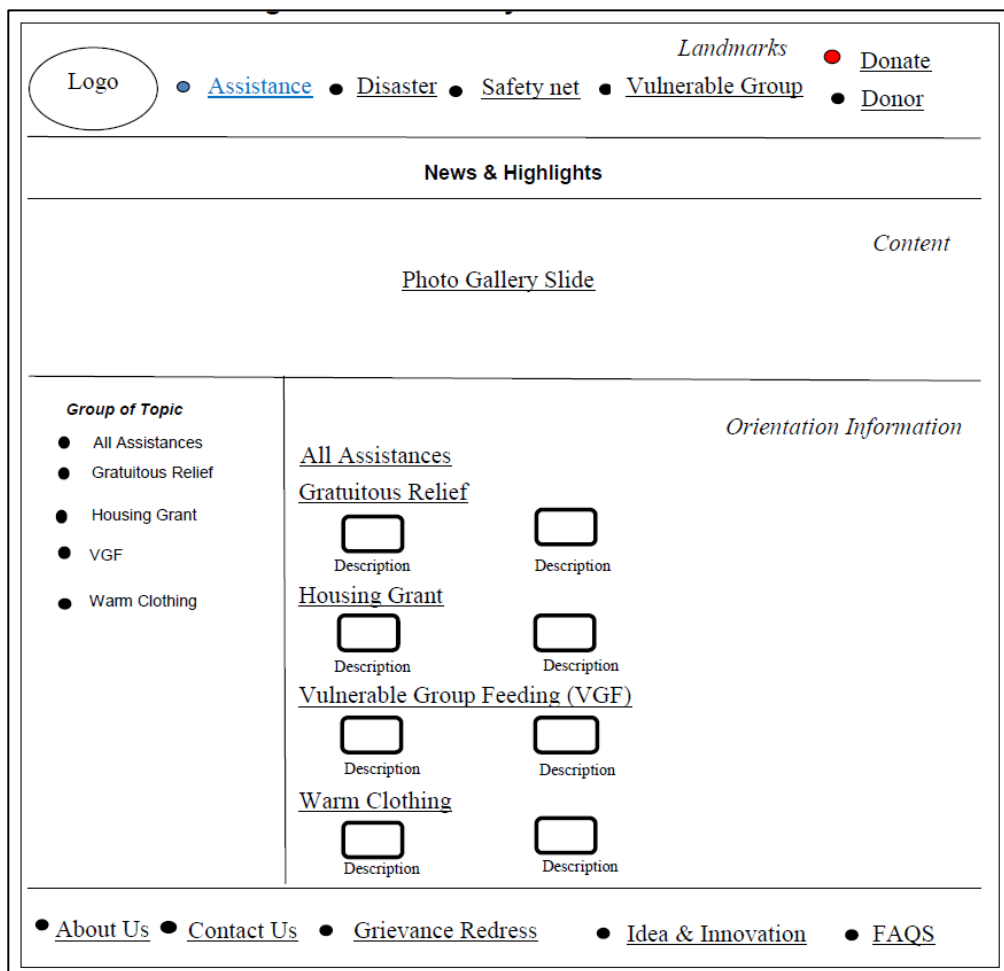 Landmarks
Logo
Assistance Disaster Safety net Vulnerable Group
Donate
Donor
News & Highlights
Content
Photo Gallery Slide
Group of Topic
All Assistances
Gratuitous Relief
Housing Grant
VGF
Warm Clothing
Orientation Information
All Assistances
Gratuitous Relief
Description Description
Housing Grant
Description Description
Vulnerable Group Feeding (VGF)
Description Description
Warm Clothing
Description Description
About Us Contact Us Grievance Redress Idea & Innovation FAQS